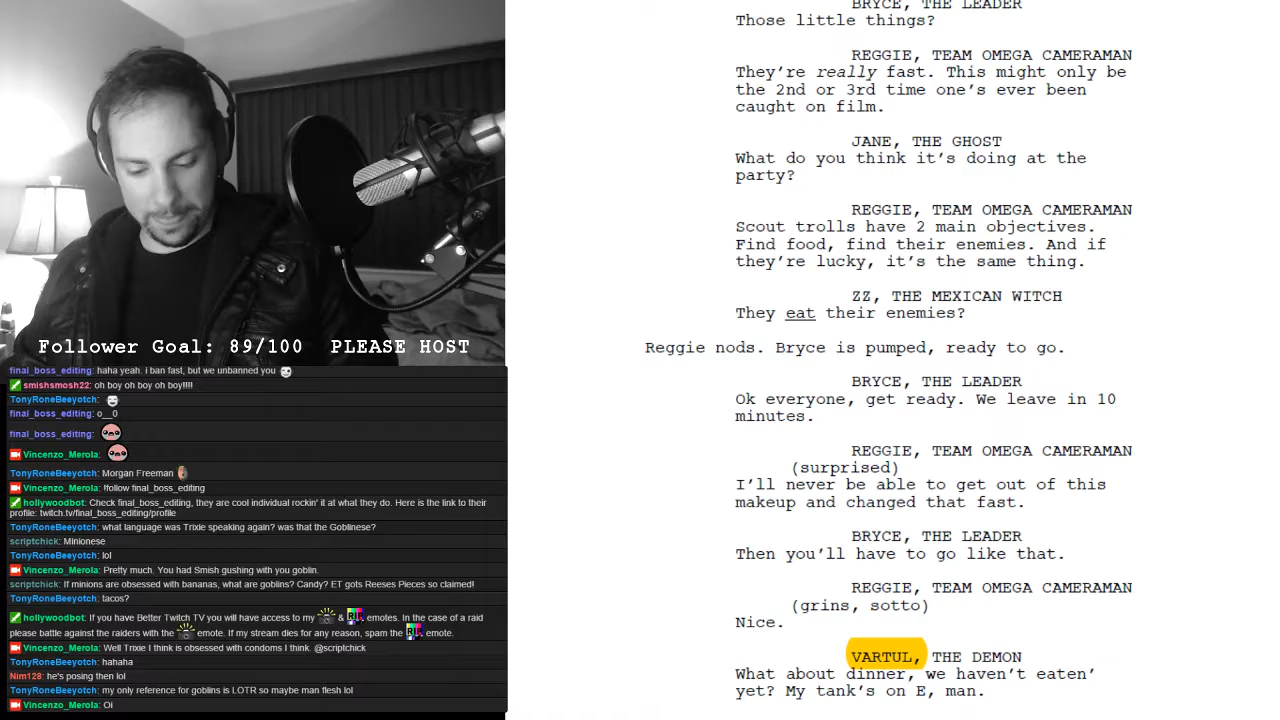 BRYCE, THE LEADER
Those little things?
REGGIE, TEAM OMEGA CAMERAMAN
They're really fast. This might only be
the 2nd or 3rd time one's ever been
caught on film.
JANE, THE GHOST
What do you think it's doing at the
party?
REGGIE, TEAM OMEGA CAMERAMAN
Scout trolls have 2 main objectives.
Find food, find their enemies. And if
they're lucky, it's the same thing.
ZZ, THE MEXICAN WITCH
They eat their enemies?
Reggie nods. Bryce is pumped, ready to go.
BRYCE, THE LEADER
Ok everyone, get ready. We leave in 10
minutes.
REGGIE, TEAM OMEGA CAMERAMAN
(surprised)
I'll never be able to get out of this
makeup and changed that fast.
BRYCE, THE LEADER
Then you'll have to go like that.
REGGIE, TEAM OMEGA CAMERAMAN
(grins, sotto)
Nice.
VARTUL, THE DEMON
What about dinner, we haven't eaten'
yet? My tank's on E, man.
Follower Goal: 89/100 PLEASE HOST
final_boss_editing: haha yeah. i ban fast, but we unbanned you
smishsmosh22: oh boy oh boy oh boy!!!!
TonyRoneBeeyotch:
final_boss_editing: o__0
final_boss_editing:
Vincenzo_Merola:
TonyRoneBeeyotch: Morgan Freeman
Vincenzo_Merola: !follow final_boss_editing
hollywoodbot: Check final_boss_editing, they are cool individual rockin' it at what they do. Here is the link to their
profile: twitch.tv/final_boss_editing/profile
TonyRoneBeeyotch: what language was Trixie speaking again? was that the Goblinese?
scriptchick: Minionese
TonyRoneBeeyotch: lol
Vincenzo_Merola: Pretty much. You had Smish gushing with you goblin.
scriptchick: If minions are obsessed with bananas, what are goblins? Candy? ET gots Reeses Pieces so claimed!
TonyRoneBeeyotch: tacos?
hollywoodbot: If you have Better Twitch TV you will have access to my & emotes. In the case of a raid
please battle against the raiders with the emote. If my stream dies for any reason, spam the emote.
Vincenzo_Merola: Well Trixie I think is obsessed with condoms I think. @scriptchick
TonyRoneBeeyotch: hahaha
Nim128: he's posing then lol
TonyRoneBeeyotch: my only reference for goblins is LOTR so maybe man flesh lol
Vincenzo_Merola: Oi